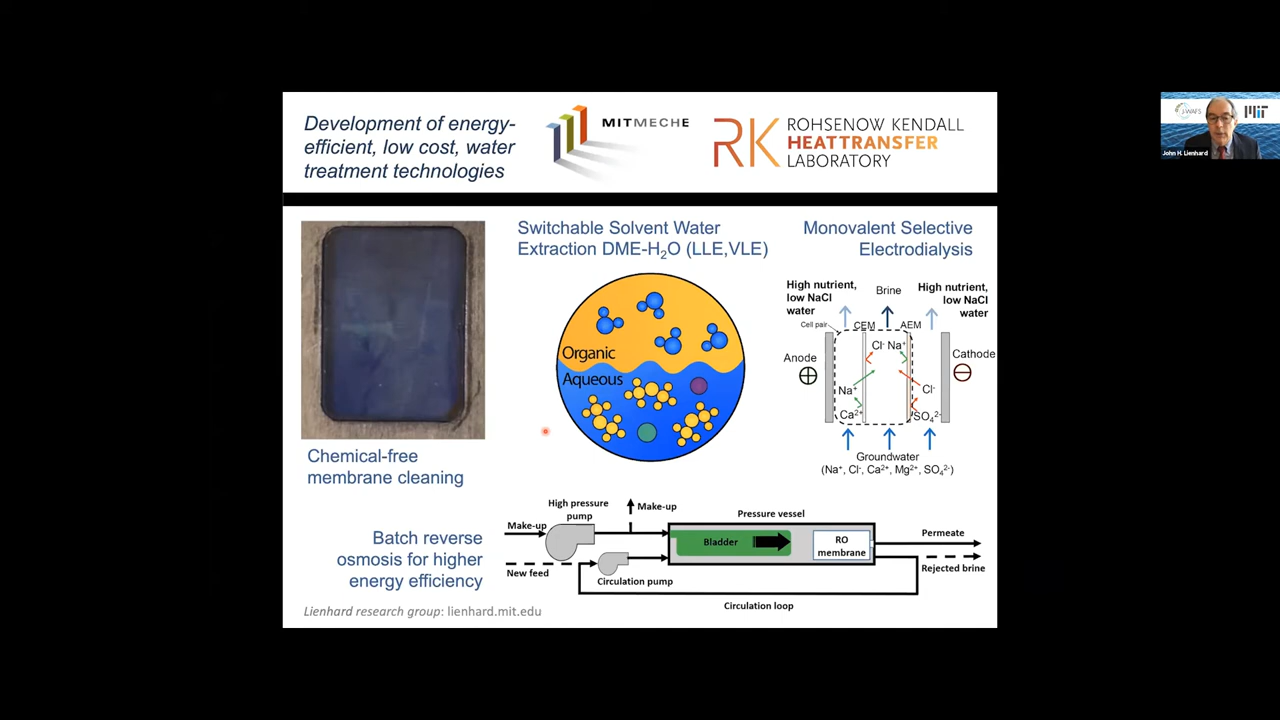 Development of energy-
efficient, low cost, water
treatment technologies
MITMECHE
RK
ROHSENOW KENDALL
HEATTRANSFER
LABORATORY
J-WAFS
MIT
John H. Lienhard
Chemical-free
membrane cleaning
Switchable Solvent Water
Extraction DME-H₂O (LLE,VLE)
Organic
Aqueous
Monovalent Selective
Electrodialysis
High nutrient,
low NaCl
water
Brine
High nutrient,
low NaCl
water
Cell pair
CEM
AEM
Cl⁻ Na⁺
Anode
Cathode
Na⁺
Cl⁻
Ca²⁺
SO₄²⁻
Groundwater
(Na⁺, Cl⁻, Ca²⁺, Mg²⁺, SO₄²⁻)
Batch reverse
osmosis for higher
energy efficiency
High pressure
pump
Make-up
Make-up
New feed
Circulation pump
Pressure vessel
Bladder
RO
membrane
Permeate
Rejected brine
Circulation loop
Lienhard research group: lienhard.mit.edu